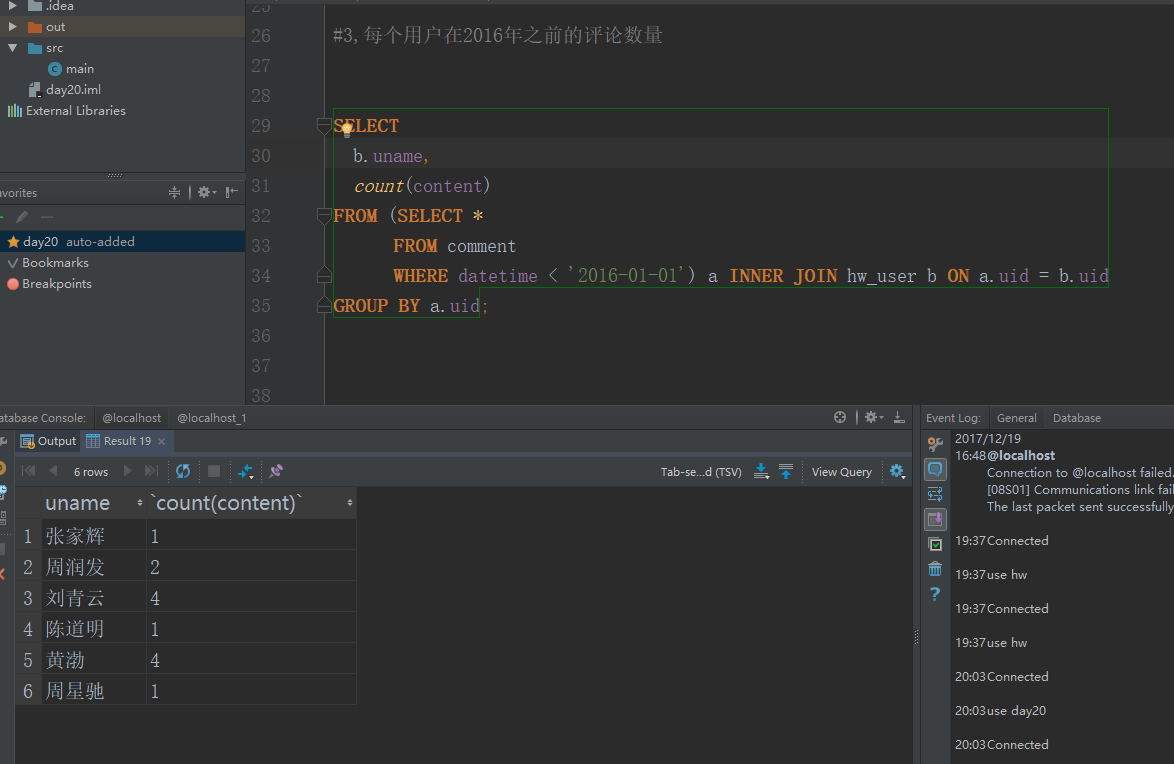 .idea
out
src
main
day20.iml
External Libraries
avorites
day20 auto-added
Bookmarks
Breakpoints
25
26 #3,每个用户在2016年之前的评论数量
27
28
29 SELECT
30 b.uname,
31 count(content)
32 FROM (SELECT *
33 FROM comment
34 WHERE datetime < '2016-01-01') a INNER JOIN hw_user b ON a.uid = b.uid
35 GROUP BY a.uid;
36
37
38
atabase Console: @localhost @localhost_1
Output Result 19
6 rows Tab-se...d (TSV) View Query
uname `count(content)`
1 张家辉 1
2 周润发 2
3 刘青云 4
4 陈道明 1
5 黄渤 4
6 周星驰 1
Event Log: General Database
2017/12/19
16:48 @localhost
Connection to @localhost failed.
[08S01] Communications link fail
The last packet sent successfully
19:37 Connected
19:37 use hw
19:37 Connected
19:37 use hw
20:03 Connected
20:03 use day20
20:03 Connected